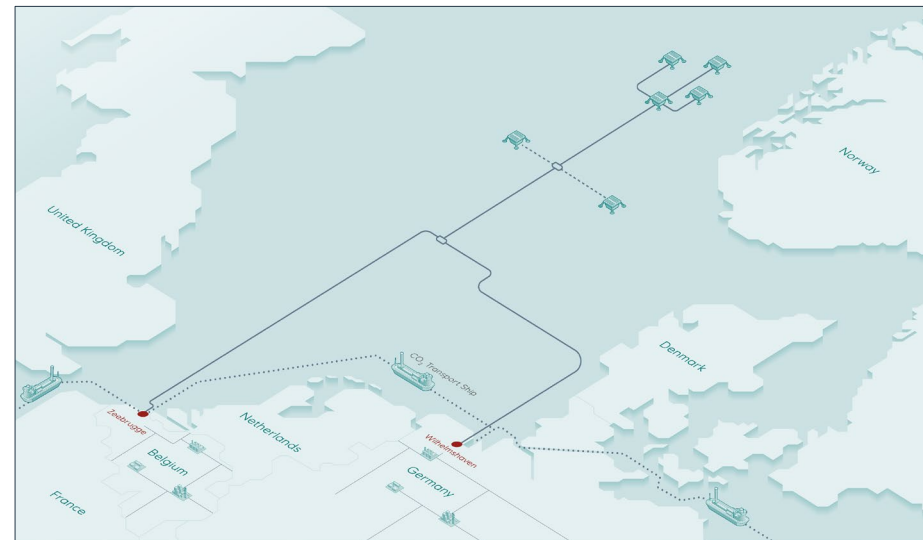 Norway
United Kingdom
Denmark
CO₂ Transport Ship
Zeebrugge
Netherlands
Wilhelmshaven
Belgium
Germany
France